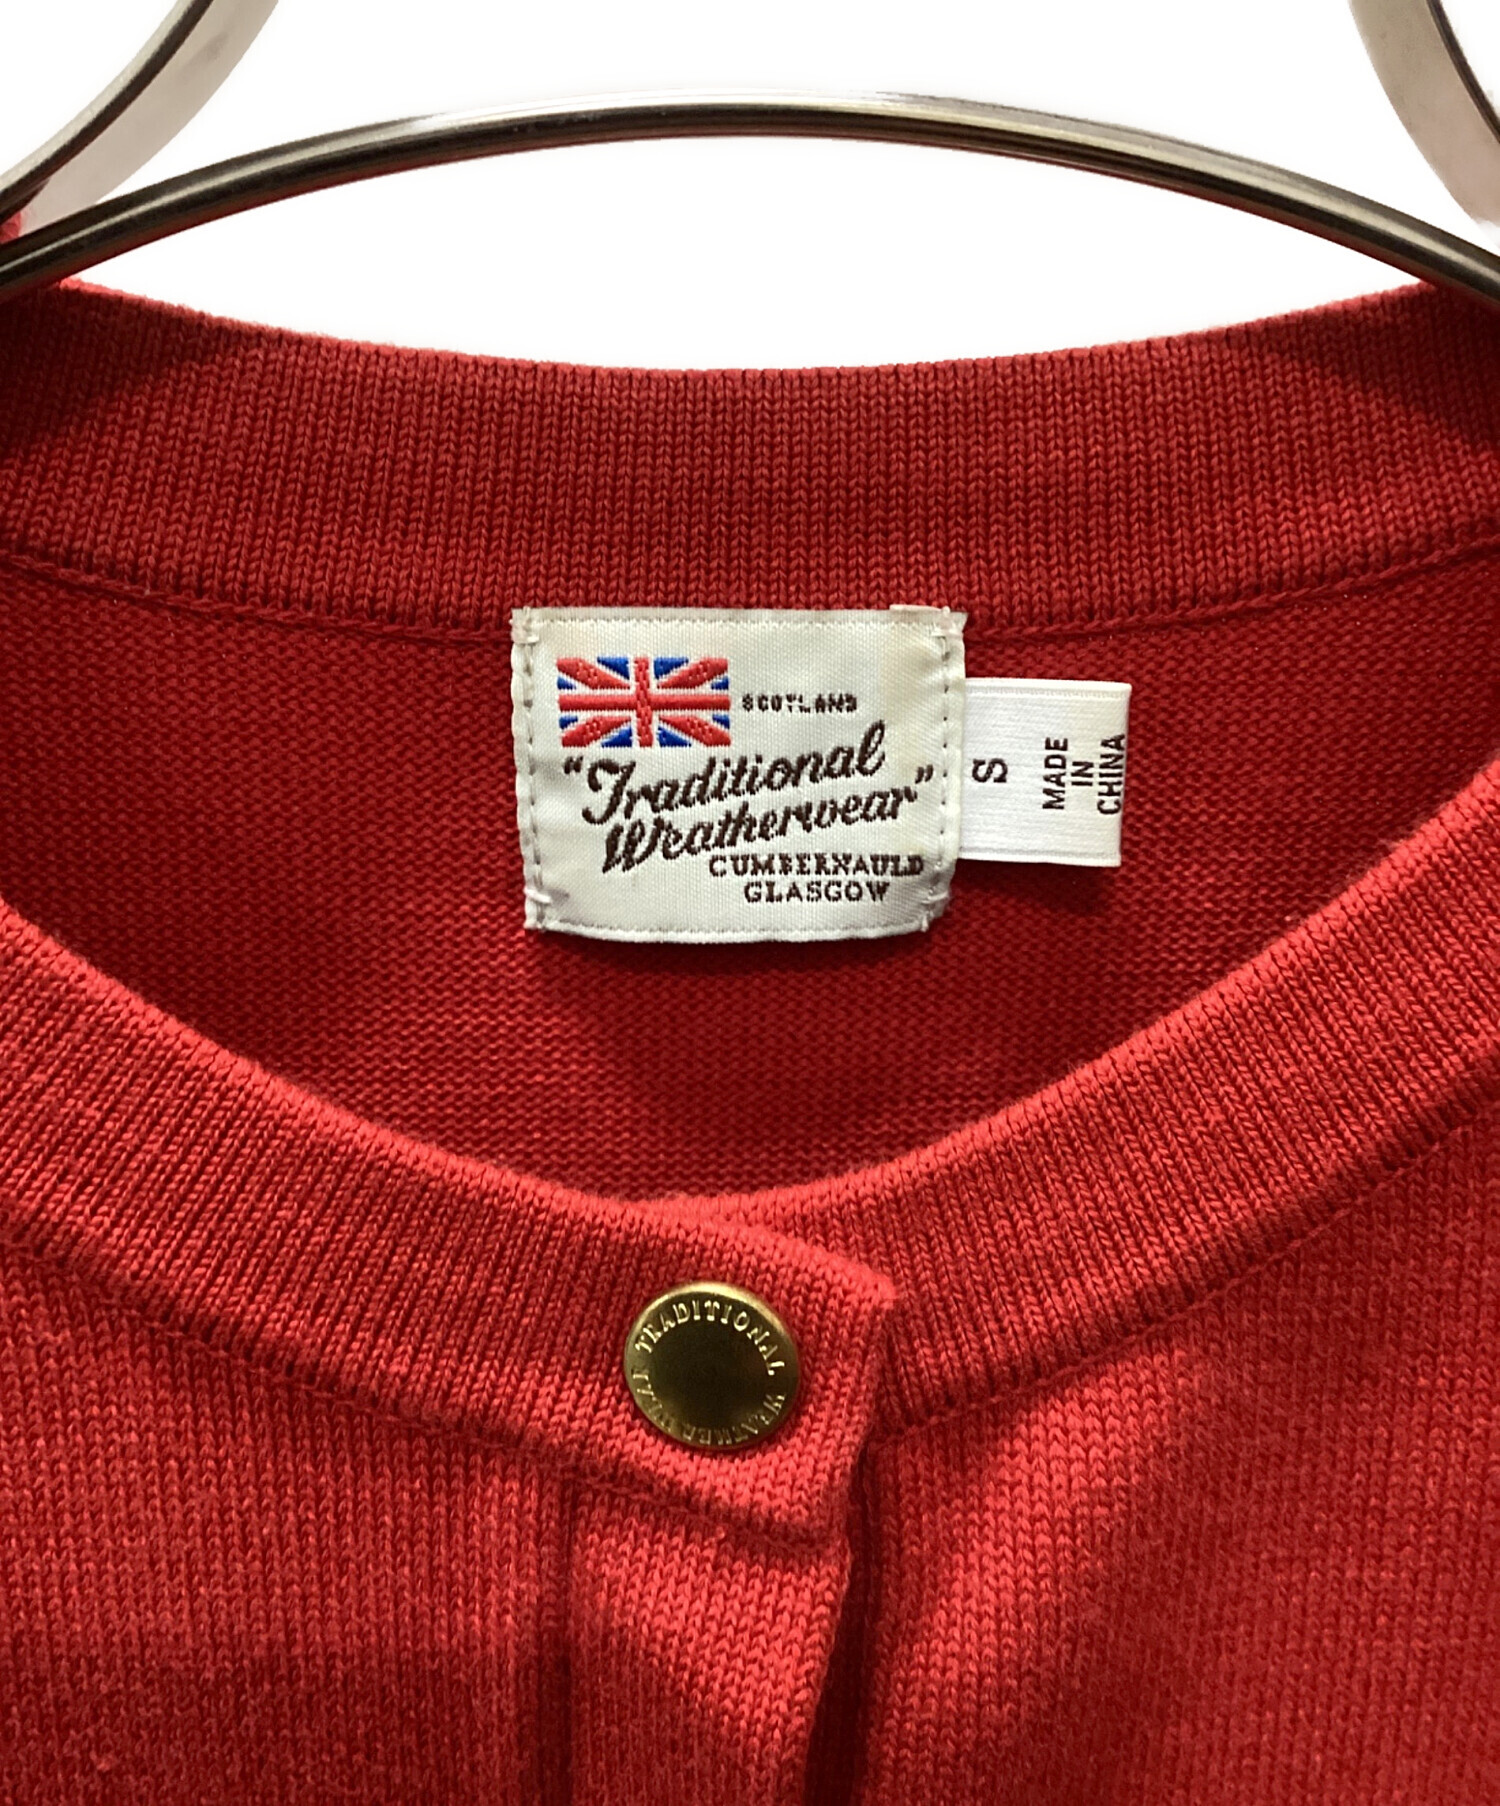 SCOTLAND
"Traditional
Weatherwear"
CUMBERNAULD
GLASGOW
S
MADE
IN
CHINA
TRADITIONAL WEATHERWEAR